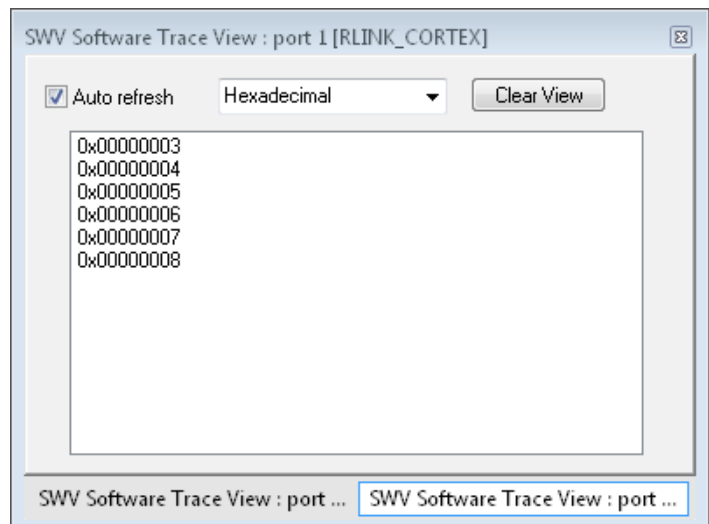 SWV Software Trace View : port 1 [RLINK_CORTEX]
Auto refresh Hexadecimal Clear View
0x00000003
0x00000004
0x00000005
0x00000006
0x00000007
0x00000008
SWV Software Trace View : port ... SWV Software Trace View : port ...